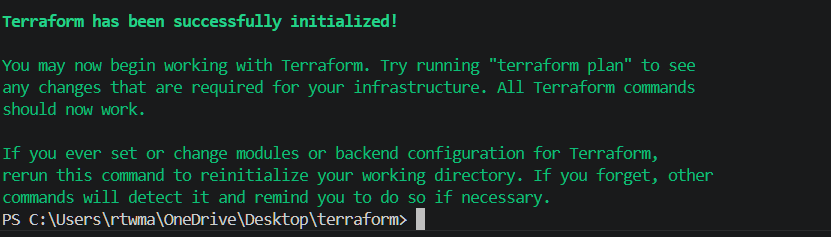 Terraform has been successfully initialized!
You may now begin working with Terraform. Try running "terraform plan" to see
any changes that are required for your infrastructure. All Terraform commands
should now work.
If you ever set or change modules or backend configuration for Terraform,
rerun this command to reinitialize your working directory. If you forget, other
commands will detect it and remind you to do so if necessary.
PS C:\Users\rtwma\OneDrive\Desktop\terraform>